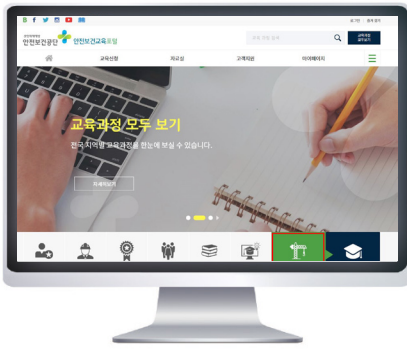 안전보건공단 안전보건교육포털
교육신청 자료실 고객지원 마이페이지
교육과정 모두 보기
전국 지역별 교육과정을 한눈에 보실 수 있습니다.
자세히보기